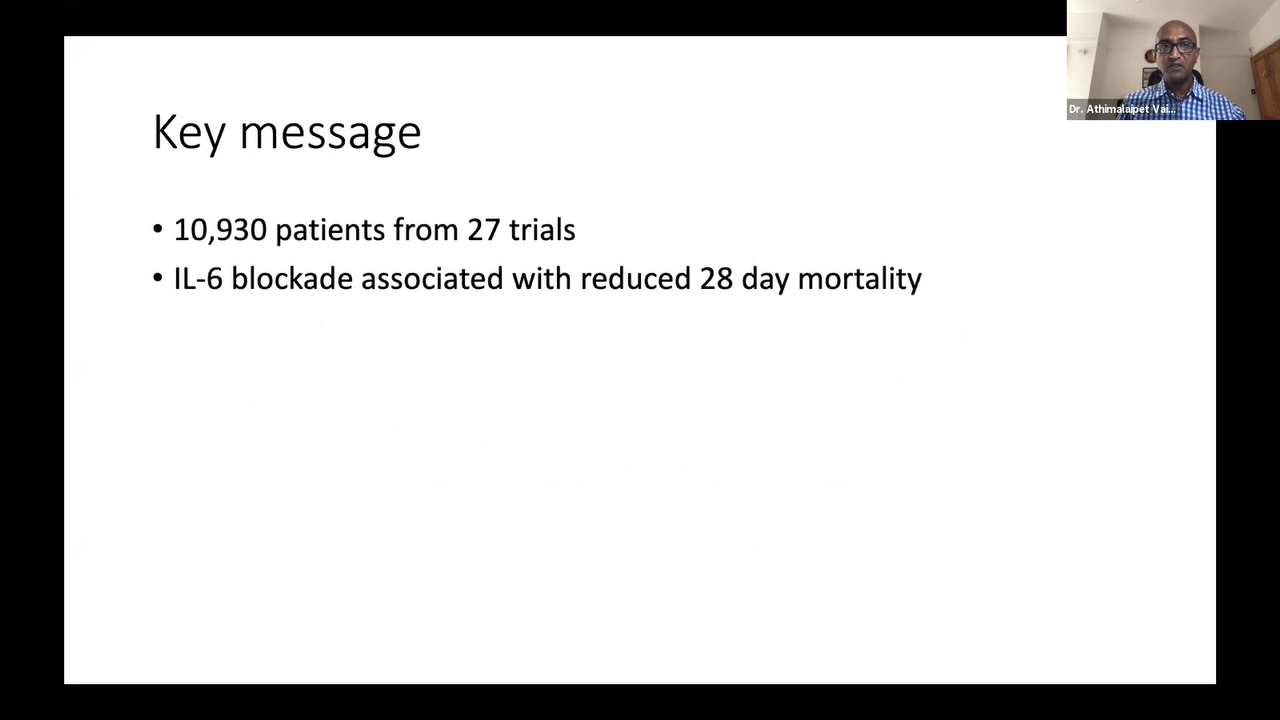 Dr. Athimalaipet Vai...
Key message
• 10,930 patients from 27 trials
• IL-6 blockade associated with reduced 28 day mortality